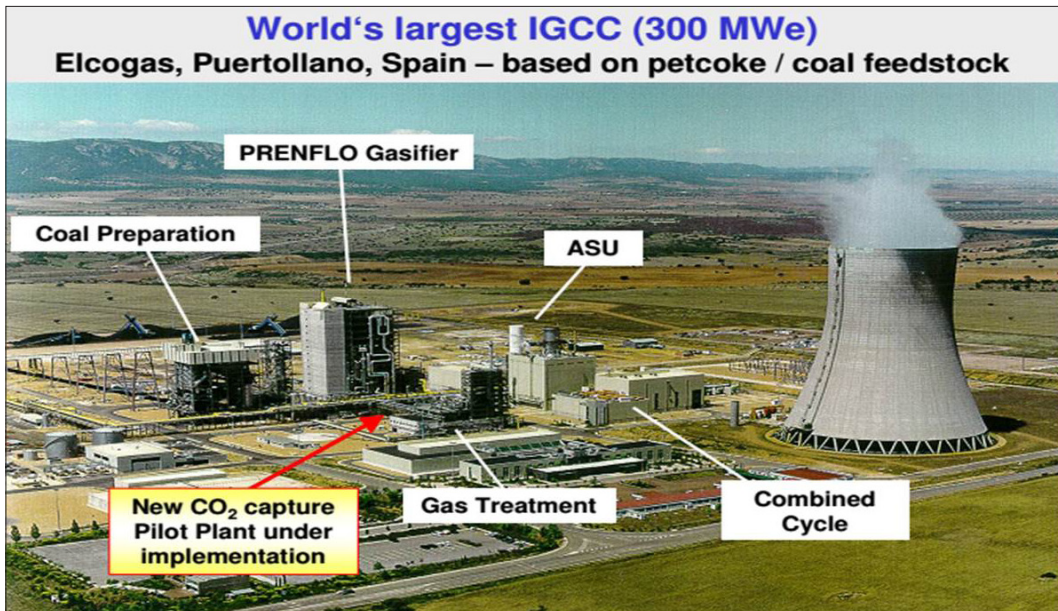 World's largest IGCC (300 MWe)
Elcogas, Puertollano, Spain – based on petcoke / coal feedstock
PRENFLO Gasifier
Coal Preparation
ASU
New CO₂ capture
Pilot Plant under
implementation
Gas Treatment
Combined
Cycle